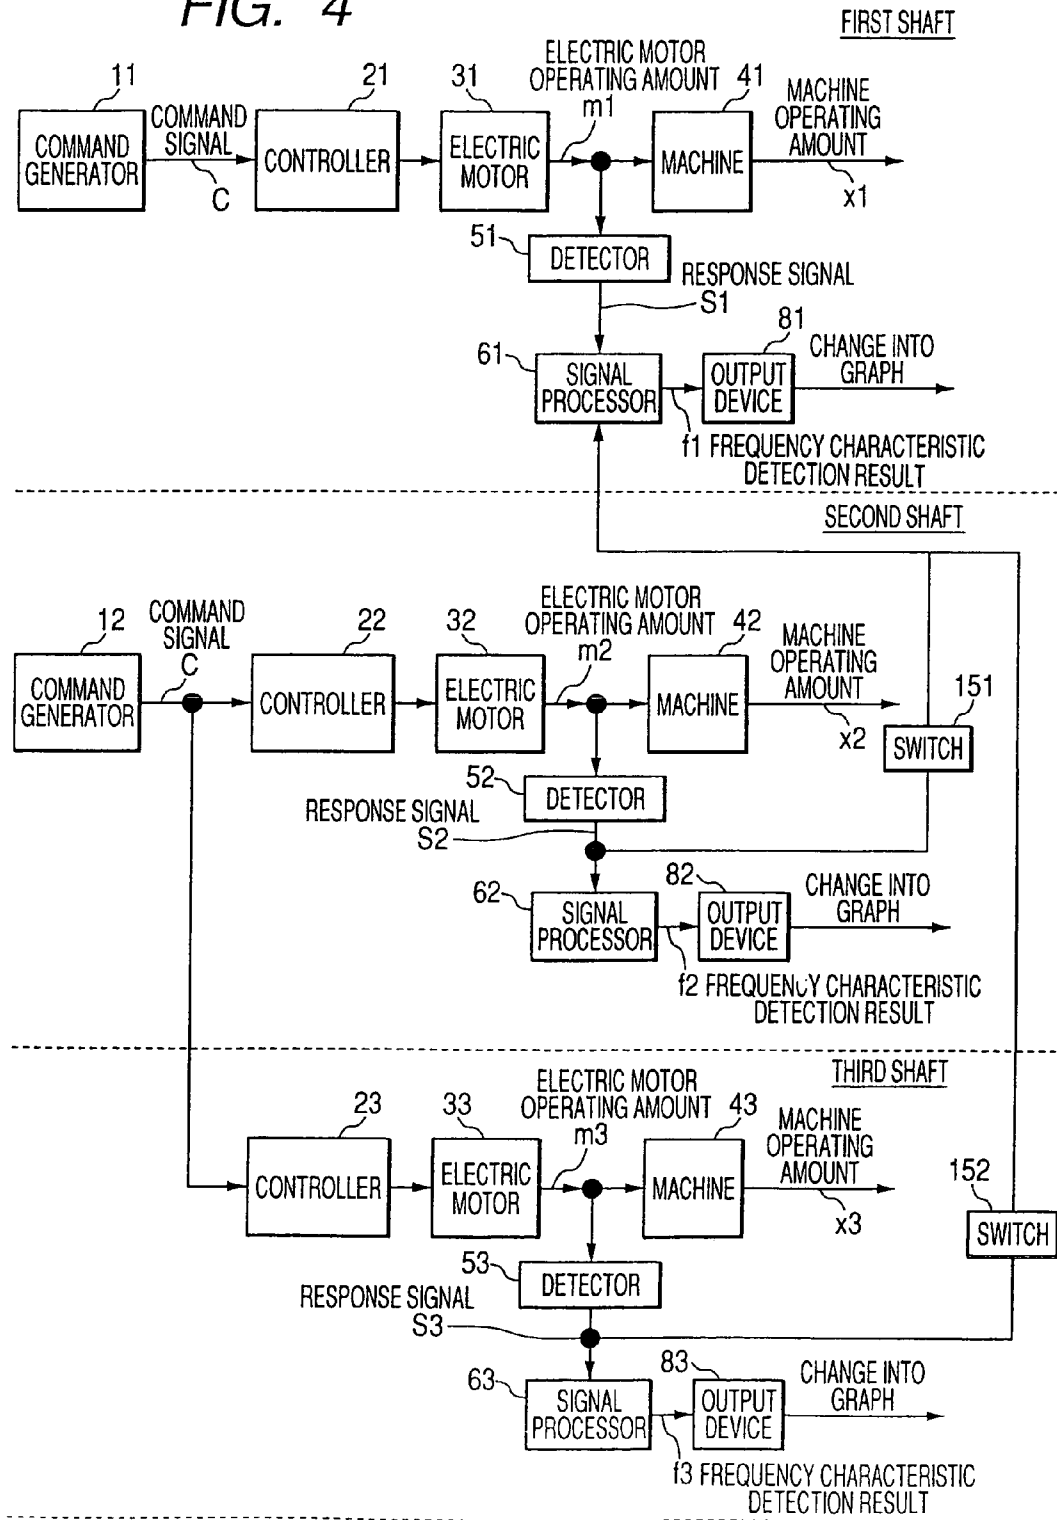 FIG. 4
FIRST SHAFT
11
COMMAND
GENERATOR
COMMAND
SIGNAL
C
21
CONTROLLER
31
ELECTRIC
MOTOR
ELECTRIC MOTOR
OPERATING AMOUNT
m1
41
MACHINE
MACHINE
OPERATING
AMOUNT
x1
51
DETECTOR
RESPONSE SIGNAL
S1
61
SIGNAL
PROCESSOR
81
OUTPUT
DEVICE
CHANGE INTO
GRAPH
f1 FREQUENCY CHARACTERISTIC
DETECTION RESULT
SECOND SHAFT
12
COMMAND
GENERATOR
COMMAND
SIGNAL
C
22
CONTROLLER
32
ELECTRIC
MOTOR
ELECTRIC MOTOR
OPERATING AMOUNT
m2
42
MACHINE
MACHINE
OPERATING
AMOUNT
x2
151
SWITCH
52
DETECTOR
RESPONSE SIGNAL
S2
62
SIGNAL
PROCESSOR
82
OUTPUT
DEVICE
CHANGE INTO
GRAPH
f2 FREQUENCY CHARACTERISTIC
DETECTION RESULT
THIRD SHAFT
23
CONTROLLER
33
ELECTRIC
MOTOR
ELECTRIC MOTOR
OPERATING AMOUNT
m3
43
MACHINE
MACHINE
OPERATING
AMOUNT
x3
152
SWITCH
53
DETECTOR
RESPONSE SIGNAL
S3
63
SIGNAL
PROCESSOR
83
OUTPUT
DEVICE
CHANGE INTO
GRAPH
f3 FREQUENCY CHARACTERISTIC
DETECTION RESULT